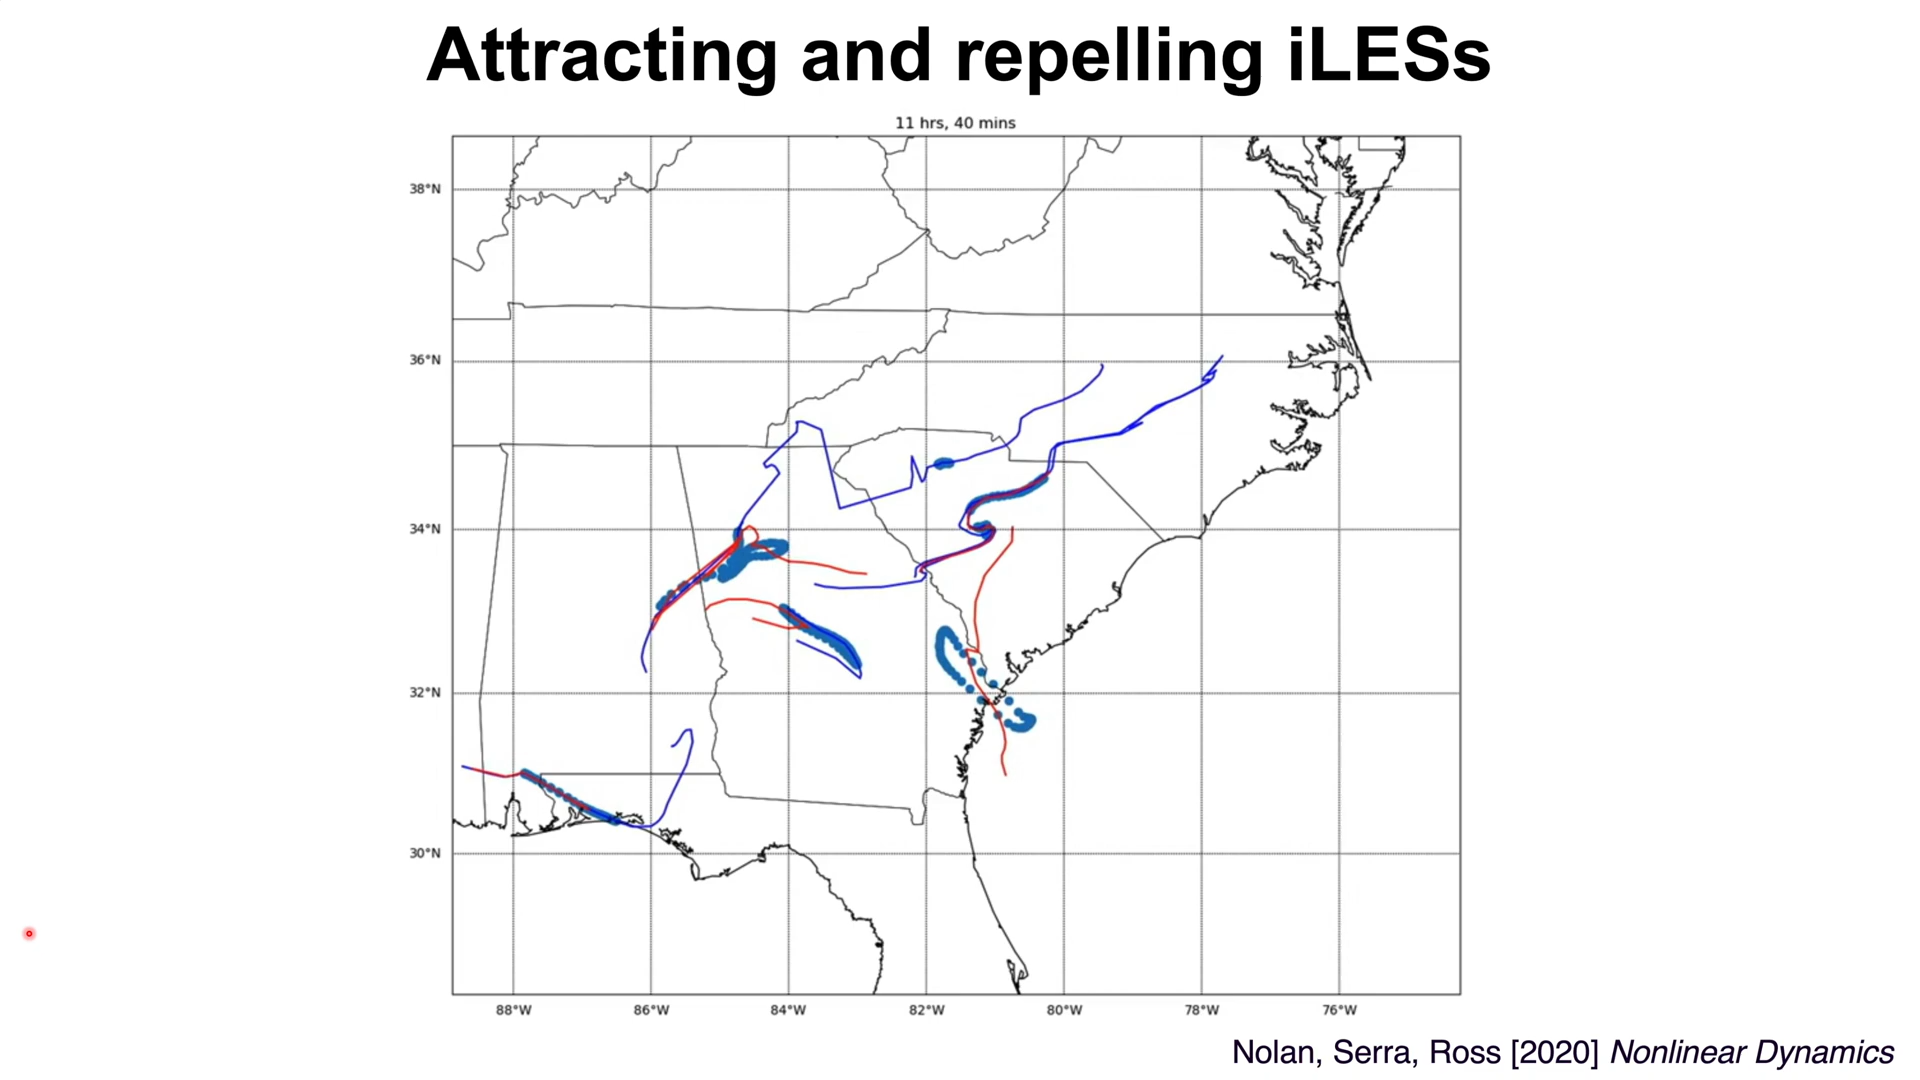 Attracting and repelling iLESs
11 hrs, 40 mins
38°N
36°N
34°N
32°N
30°N
88°W 86°W 84°W 82°W 80°W 78°W 76°W
Nolan, Serra, Ross [2020] Nonlinear Dynamics